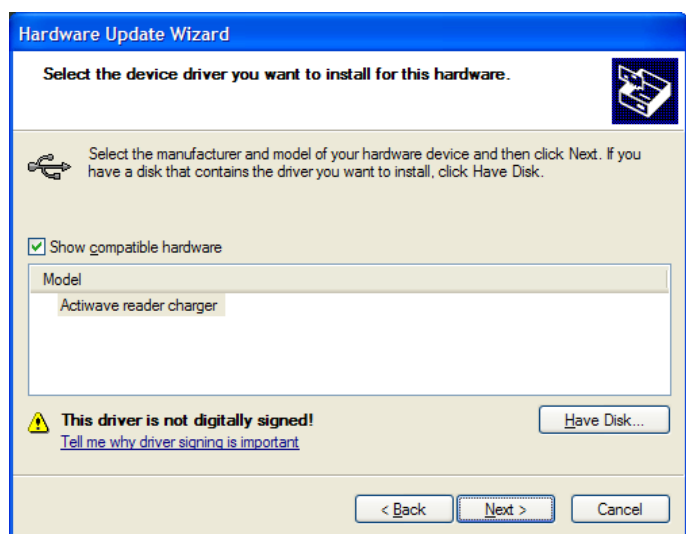 Hardware Update Wizard
Select the device driver you want to install for this hardware.
Select the manufacturer and model of your hardware device and then click Next. If you
have a disk that contains the driver you want to install, click Have Disk.
Show compatible hardware
Model
Actiwave reader charger
This driver is not digitally signed!
Have Disk...
Tell me why driver signing is important
< Back
Next >
Cancel